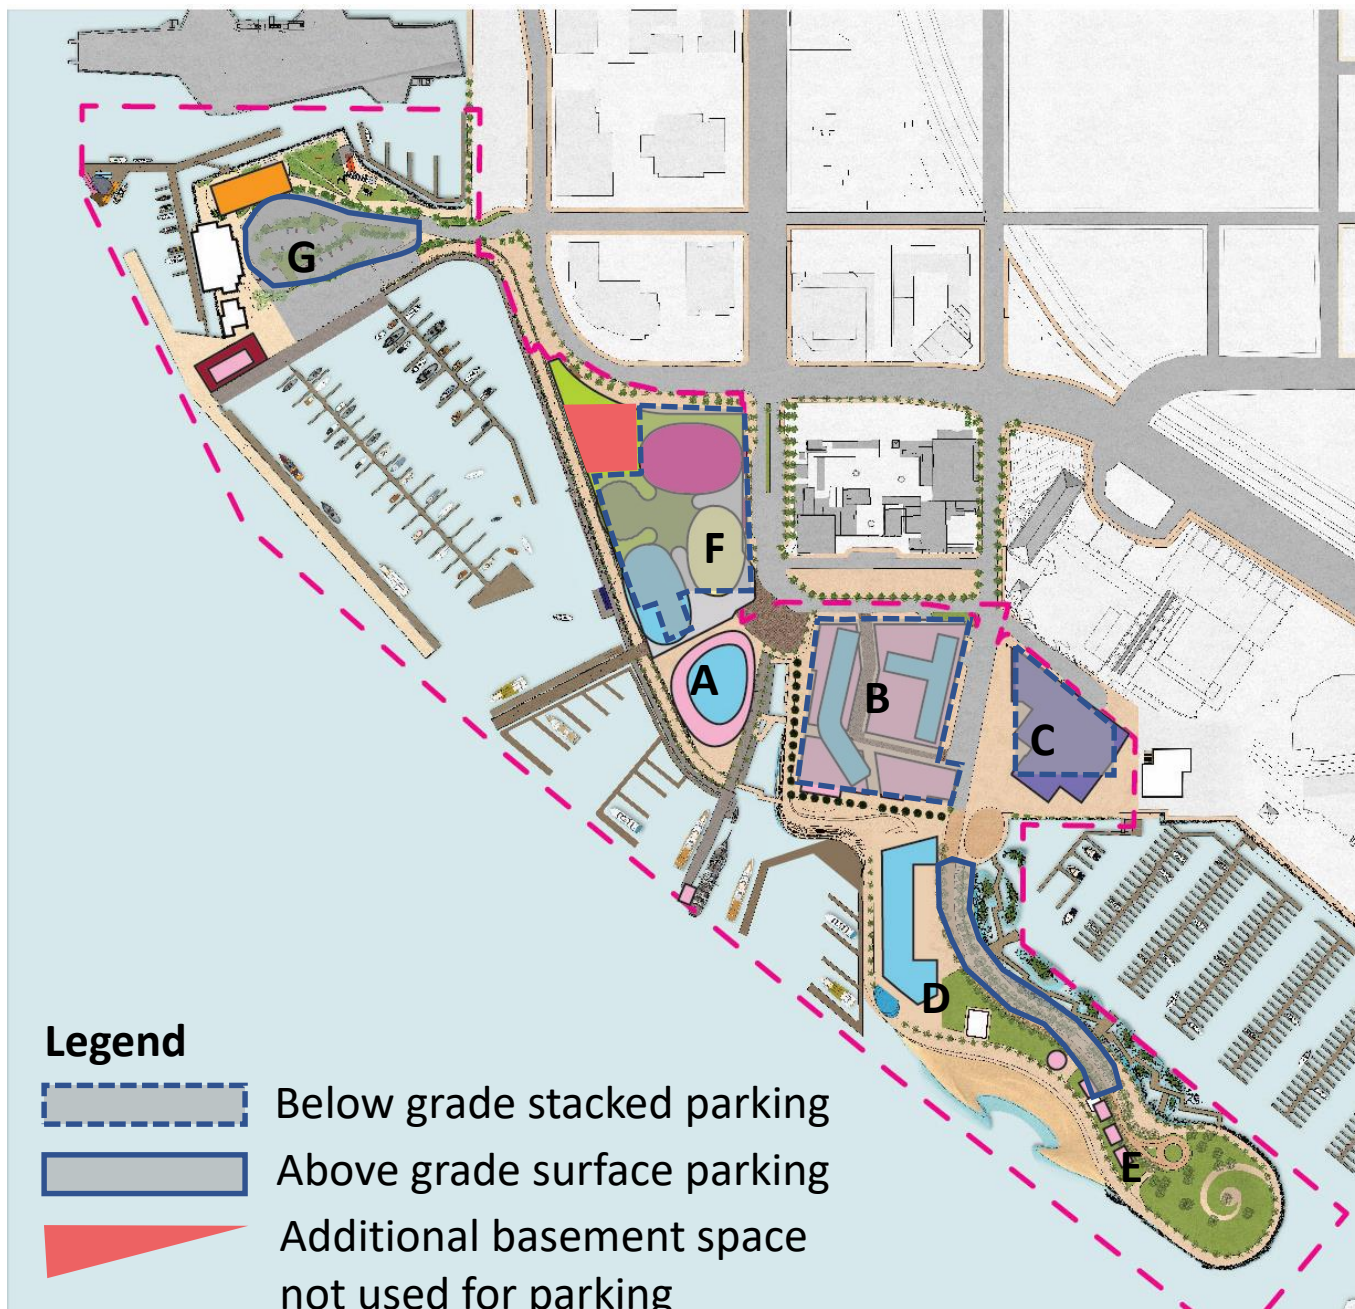 G
F
A
B
C
D
E
Legend
Below grade stacked parking
Above grade surface parking
Additional basement space
not used for parking